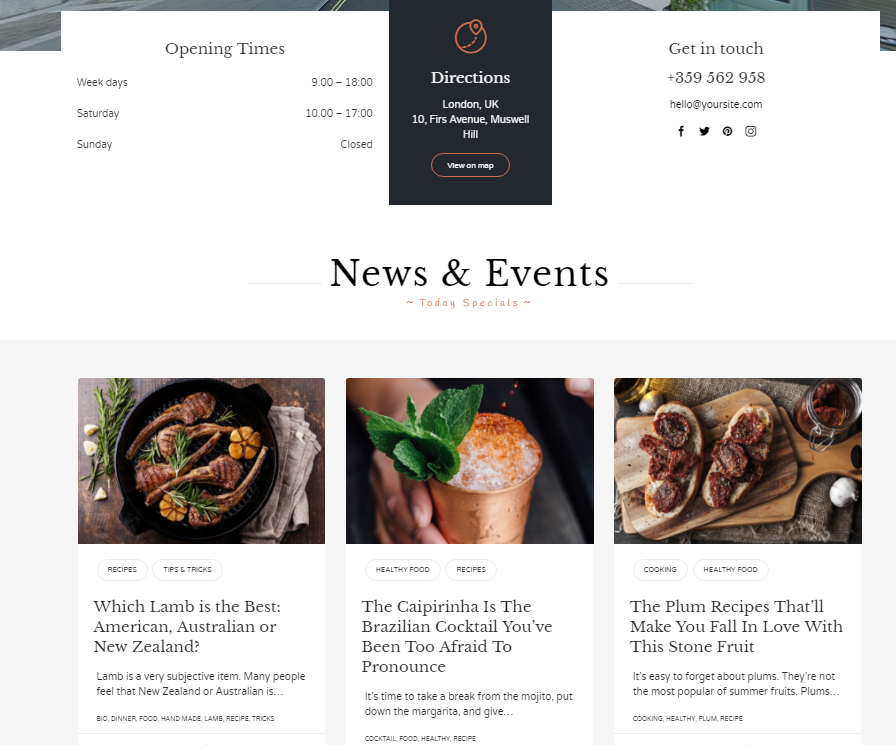 Opening Times
Week days 9.00 – 18:00
Saturday 10.00 – 17:00
Sunday Closed
Directions
London, UK
10, Firs Avenue, Muswell
Hill
View on map
Get in touch
+359 562 958
hello@yoursite.com
News & Events
~ Today Specials ~
RECIPES TIPS & TRICKS
Which Lamb is the Best:
American, Australian or
New Zealand?
Lamb is a very subjective item. Many people
feel that New Zealand or Australian is…
BIO, DINNER, FOOD, HAND MADE, LAMB, RECIPE, TRICKS
HEALTHY FOOD RECIPES
The Caipirinha Is The
Brazilian Cocktail You’ve
Been Too Afraid To
Pronounce
It’s time to take a break from the mojito, put
down the margarita, and give…
COCKTAIL, FOOD, HEALTHY, RECIPE
COOKING HEALTHY FOOD
The Plum Recipes That’ll
Make You Fall In Love With
This Stone Fruit
It’s easy to forget about plums. They’re not
the most popular of summer fruits. Plums…
COOKING, HEALTHY, PLUM, RECIPE